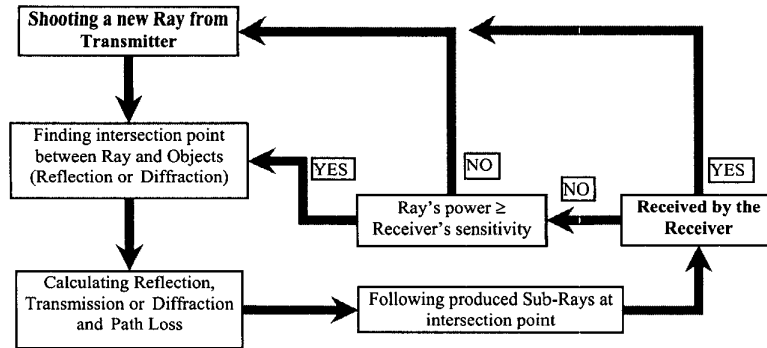 Shooting a new Ray from
Transmitter
Finding intersection point
between Ray and Objects
(Reflection or Diffraction)
YES
NO
NO
YES
Ray's power ≥
Receiver's sensitivity
Received by the
Receiver
Calculating Reflection,
Transmission or Diffraction
and Path Loss
Following produced Sub-Rays at
intersection point